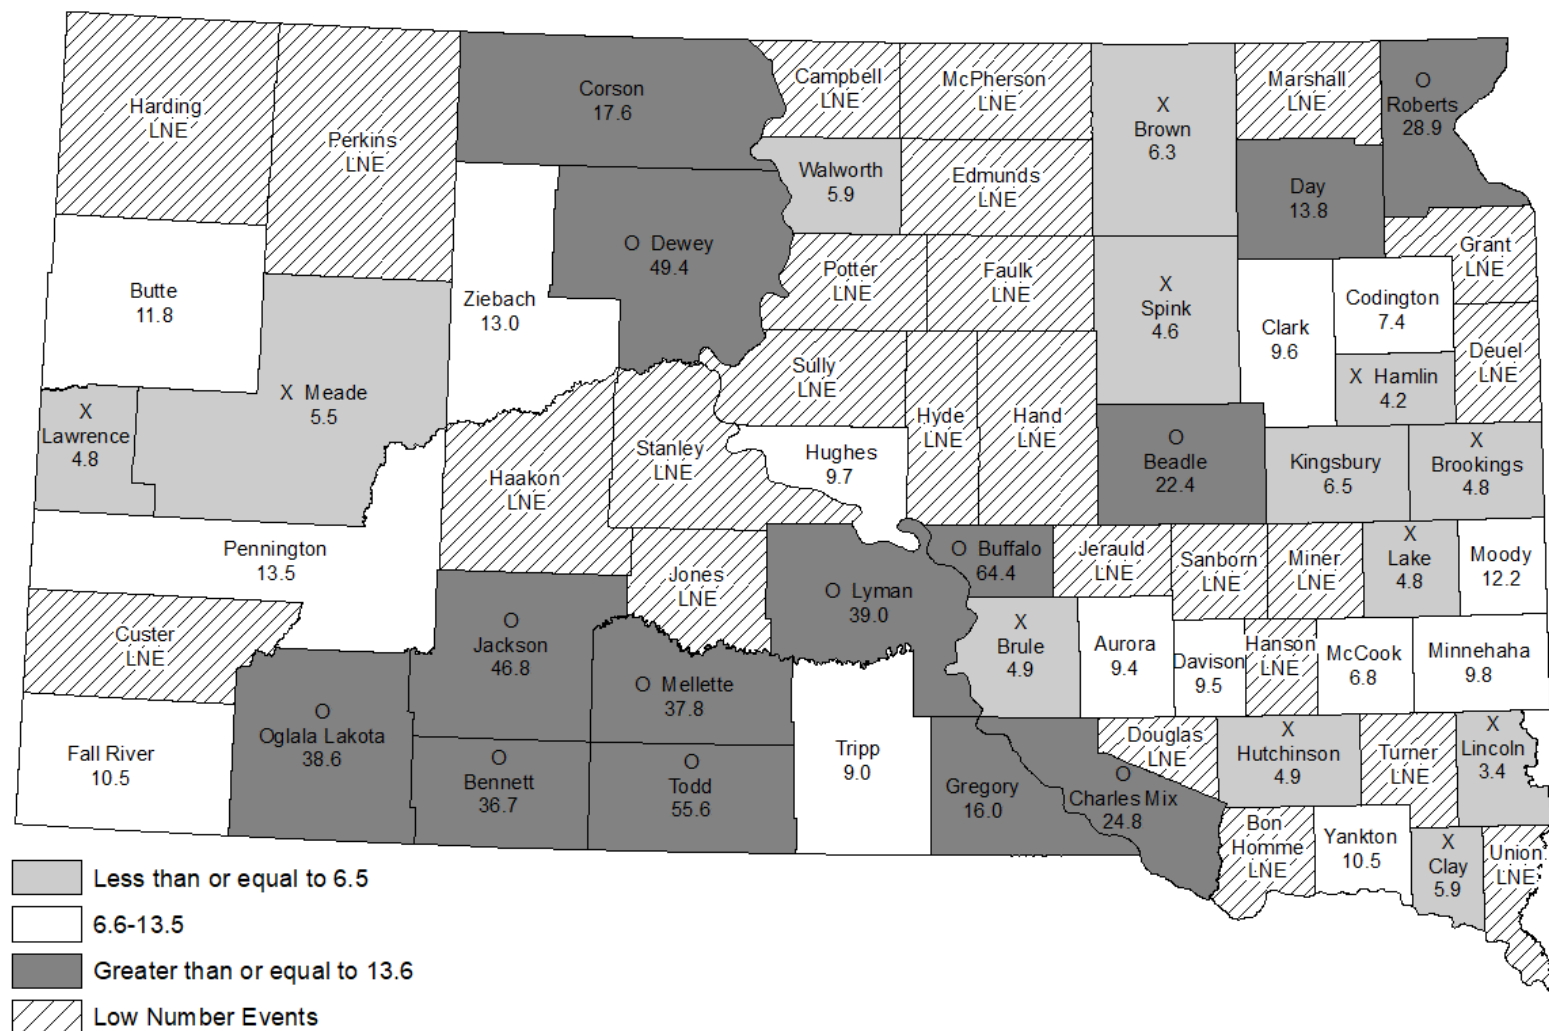 Harding
LNE
Perkins
LNE
Corson
17.6
Campbell
LNE
McPherson
LNE
X
Brown
6.3
Marshall
LNE
O
Roberts
28.9
Walworth
5.9
Edmunds
LNE
Day
13.8
Grant
LNE
Butte
11.8
X Meade
5.5
Ziebach
13.0
O Dewey
49.4
Potter
LNE
Faulk
LNE
X
Spink
4.6
Clark
9.6
Codington
7.4
Deuel
LNE
X Hamlin
4.2
X
Lawrence
4.8
Haakon
LNE
Stanley
LNE
Sully
LNE
Hughes
9.7
Hyde
LNE
Hand
LNE
O
Beadle
22.4
Kingsbury
6.5
X
Brookings
4.8
Pennington
13.5
Jones
LNE
O Lyman
39.0
O Buffalo
64.4
Jerauld
LNE
Sanborn
LNE
Miner
LNE
X
Lake
4.8
Moody
12.2
Custer
LNE
O
Jackson
46.8
O Mellette
37.8
X
Brule
4.9
Aurora
9.4
Davison
9.5
Hanson
LNE
McCook
6.8
Minnehaha
9.8
Fall River
10.5
O
Oglala Lakota
38.6
O
Bennett
36.7
O
Todd
55.6
Tripp
9.0
Gregory
16.0
O
Charles Mix
24.8
Douglas
LNE
X
Hutchinson
4.9
Turner
LNE
X
Lincoln
3.4
Bon
Homme
LNE
Yankton
10.5
X
Clay
5.9
Union
LNE
Less than or equal to 6.5
6.6-13.5
Greater than or equal to 13.6
Low Number Events